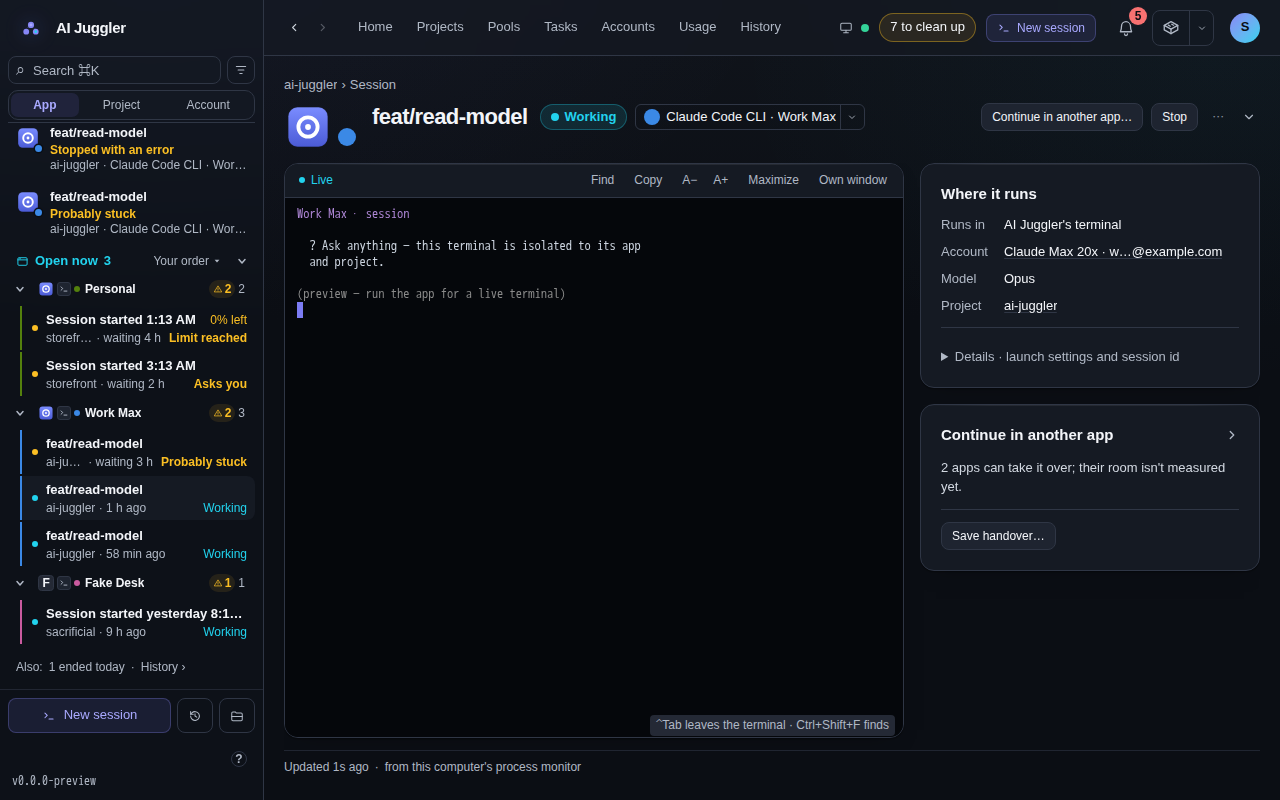 AI Juggler
Search ⌘K
App Project Account
feat/read-model
Stopped with an error
ai-juggler · Claude Code CLI · Wor…
feat/read-model
Probably stuck
ai-juggler · Claude Code CLI · Wor…
Open now 3 Your order
Personal 2 2
Session started 1:13 AM 0% left
storefr… · waiting 4 h Limit reached
Session started 3:13 AM
storefront · waiting 2 h Asks you
Work Max 2 3
feat/read-model
ai-ju… · waiting 3 h Probably stuck
feat/read-model
ai-juggler · 1 h ago Working
feat/read-model
ai-juggler · 58 min ago Working
F Fake Desk 1 1
Session started yesterday 8:1…
sacrificial · 9 h ago Working
Also: 1 ended today · History ›
New session
?
v0.0.0-preview
Home Projects Pools Tasks Accounts Usage History
7 to clean up
New session
5
S
ai-juggler › Session
feat/read-model Working Claude Code CLI · Work Max
Continue in another app… Stop ⋯
Live Find Copy A− A+ Maximize Own window
Work Max · session
? Ask anything — this terminal is isolated to its app
and project.
(preview — run the app for a live terminal)
^Tab leaves the terminal · Ctrl+Shift+F finds
Where it runs
Runs in AI Juggler's terminal
Account Claude Max 20x · w…@example.com
Model Opus
Project ai-juggler
Details · launch settings and session id
Continue in another app
2 apps can take it over; their room isn't measured
yet.
Save handover…
Updated 1s ago · from this computer's process monitor